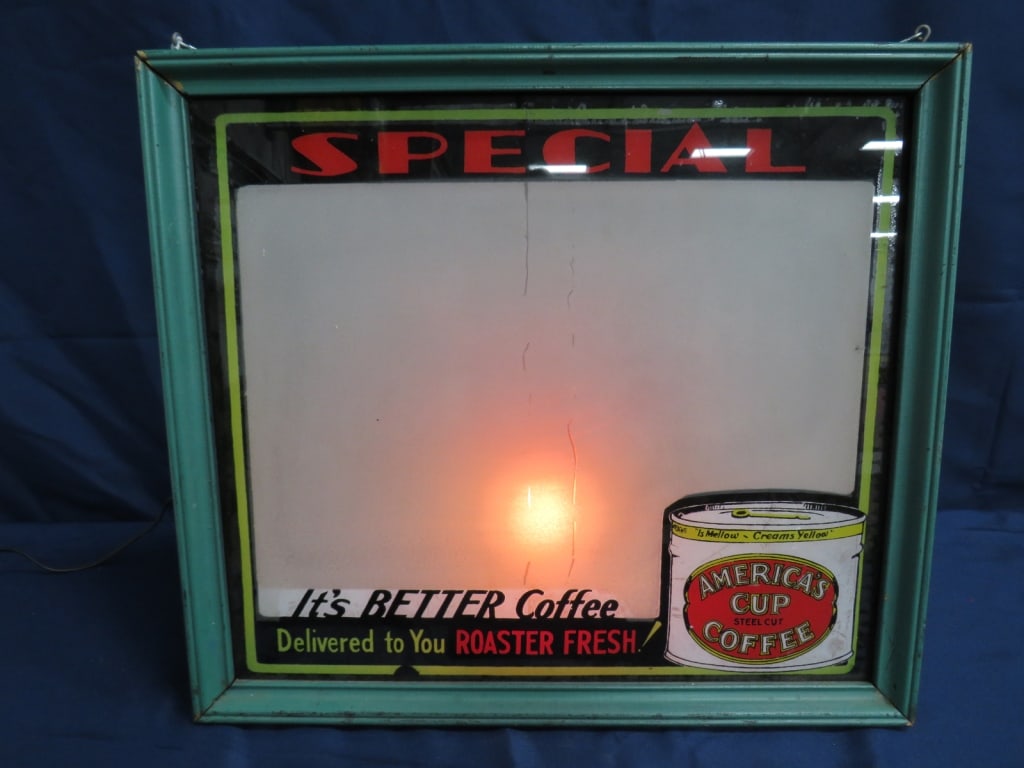 SPECIAL
"Is Mellow - Creams Yellow"
AMERICA'S
CUP
STEEL CUT
COFFEE
It's BETTER Coffee
Delivered to You ROASTER FRESH!